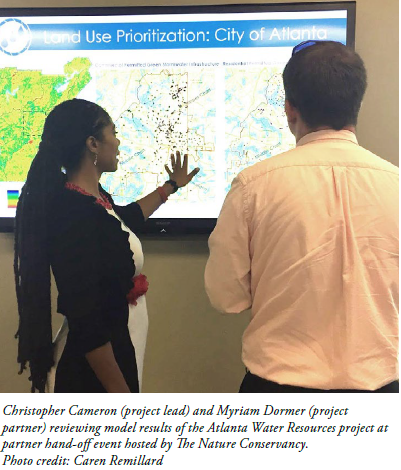 Land Use Prioritization: City of Atlanta
Christopher Cameron (project lead) and Myriam Dormer (project
partner) reviewing model results of the Atlanta Water Resources project at
partner hand-off event hosted by The Nature Conservancy.
Photo credit: Caren Remillard